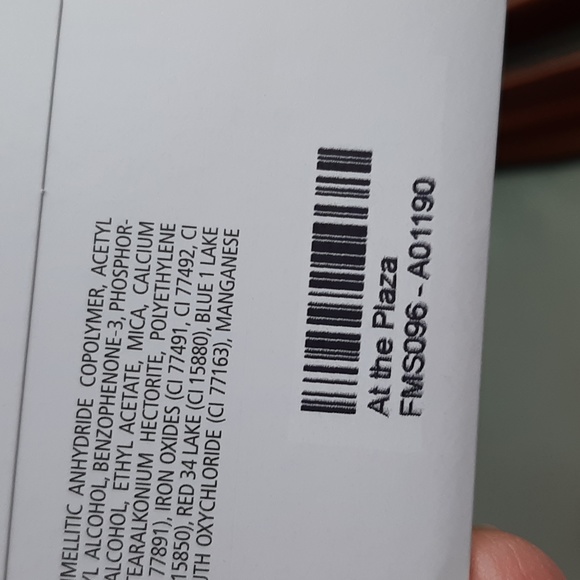 IMELLITIC ANHYDRIDE COPOLYMER, ACETYL
YL ALCOHOL, BENZOPHENONE-3, PHOSPHOR-
ALCOHOL, ETHYL ACETATE, MICA, CALCIUM
TEARALKONIUM HECTORITE, POLYETHYLENE
77891), IRON OXIDES (CI 77491, CI 77492, CI
15850), RED 34 LAKE (CI 15880), BLUE 1 LAKE
UTH OXYCHLORIDE (CI 77163), MANGANESE
At the Plaza
FMS096 - A01190